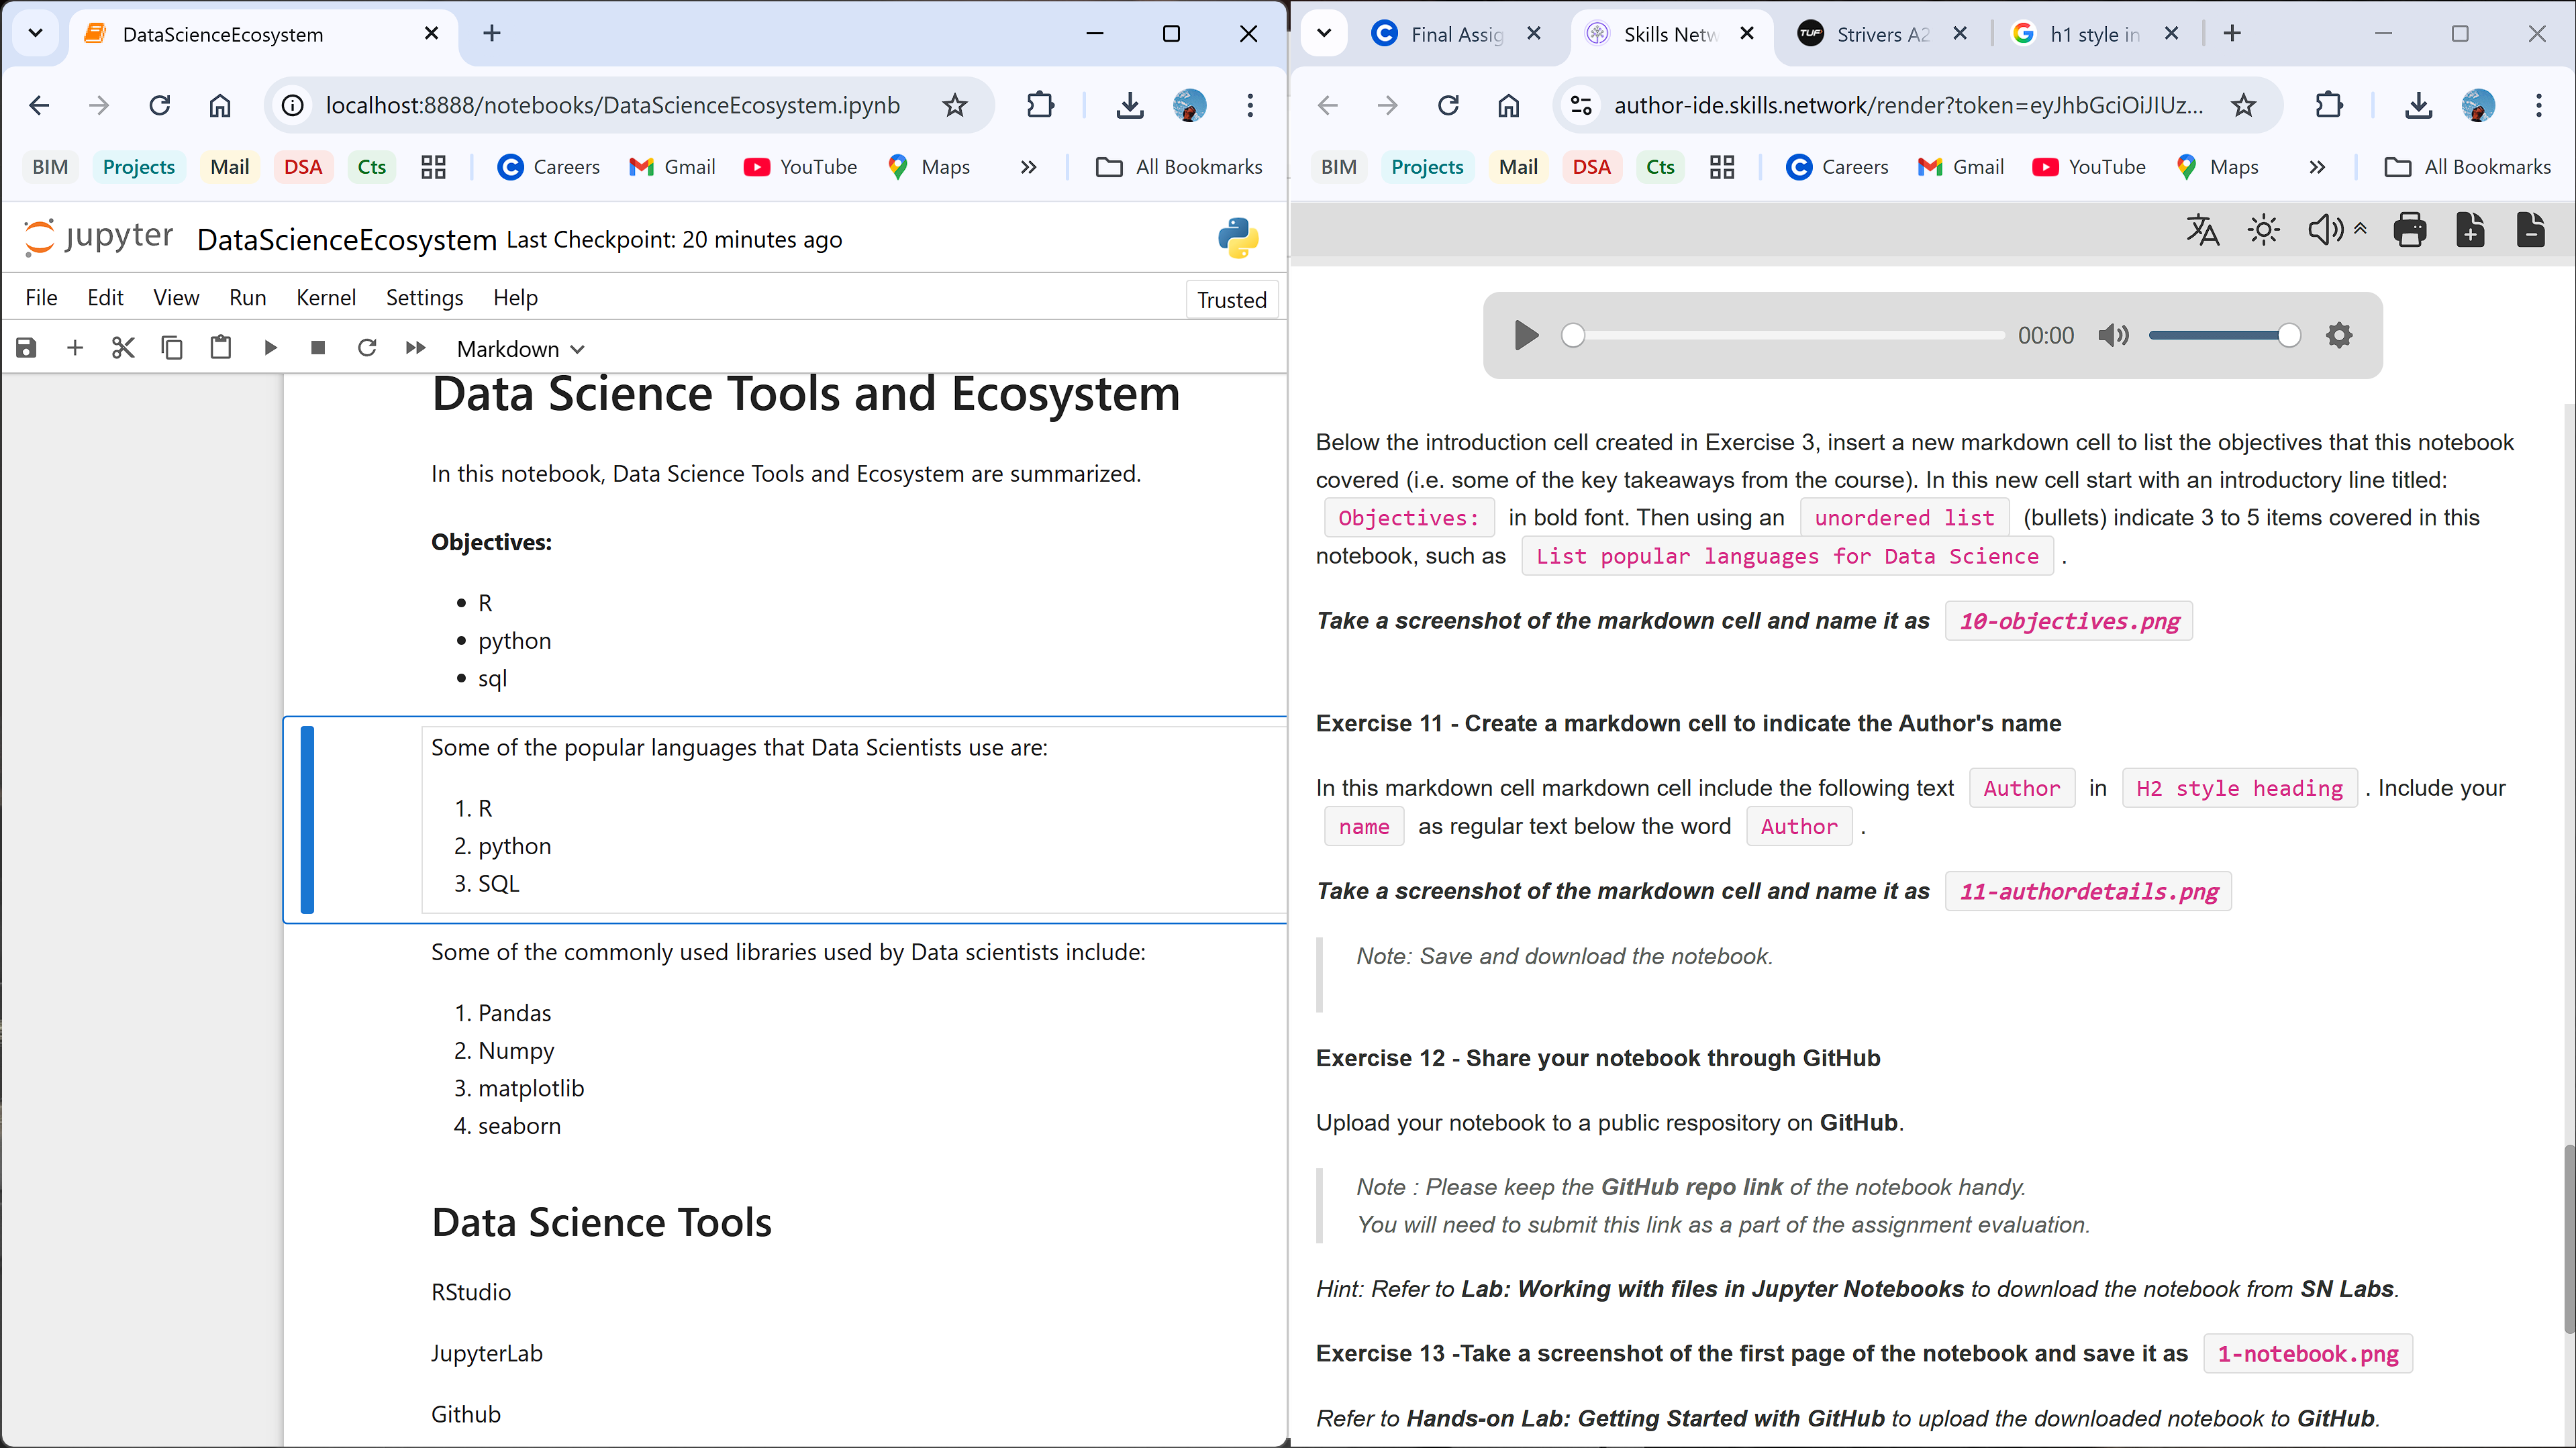 DataScienceEcosystem
localhost:8888/notebooks/DataScienceEcosystem.ipynb
BIM Projects Mail DSA Cts Careers Gmail YouTube Maps » All Bookmarks
jupyter DataScienceEcosystem Last Checkpoint: 20 minutes ago
File Edit View Run Kernel Settings Help Trusted
Markdown
Data Science Tools and Ecosystem
In this notebook, Data Science Tools and Ecosystem are summarized.
Objectives:
• R
• python
• sql
Some of the popular languages that Data Scientists use are:
1. R
2. python
3. SQL
Some of the commonly used libraries used by Data scientists include:
1. Pandas
2. Numpy
3. matplotlib
4. seaborn
Data Science Tools
RStudio
JupyterLab
Github
Final Assig Skills Netw TUF Strivers A2 h1 style in
author-ide.skills.network/render?token=eyJhbGciOiJIUz...
BIM Projects Mail DSA Cts Careers Gmail YouTube Maps » All Bookmarks
00:00
Below the introduction cell created in Exercise 3, insert a new markdown cell to list the objectives that this notebook
covered (i.e. some of the key takeaways from the course). In this new cell start with an introductory line titled:
Objectives: in bold font. Then using an unordered list (bullets) indicate 3 to 5 items covered in this
notebook, such as List popular languages for Data Science .
Take a screenshot of the markdown cell and name it as 10-objectives.png
Exercise 11 - Create a markdown cell to indicate the Author's name
In this markdown cell markdown cell include the following text Author in H2 style heading . Include your
name as regular text below the word Author .
Take a screenshot of the markdown cell and name it as 11-authordetails.png
Note: Save and download the notebook.
Exercise 12 - Share your notebook through GitHub
Upload your notebook to a public respository on GitHub.
Note : Please keep the GitHub repo link of the notebook handy.
You will need to submit this link as a part of the assignment evaluation.
Hint: Refer to Lab: Working with files in Jupyter Notebooks to download the notebook from SN Labs.
Exercise 13 -Take a screenshot of the first page of the notebook and save it as 1-notebook.png
Refer to Hands-on Lab: Getting Started with GitHub to upload the downloaded notebook to GitHub.